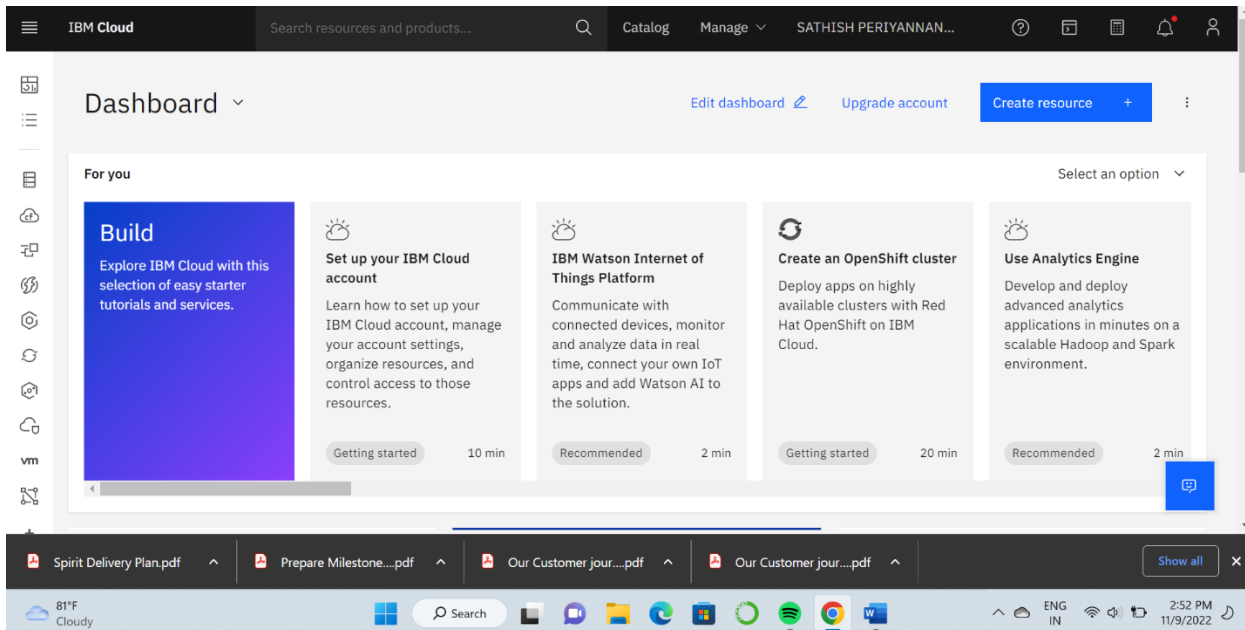 IBM Cloud
Search resources and products...
Catalog
Manage
SATHISH PERIYANNAN...
Dashboard
Edit dashboard
Upgrade account
Create resource +
For you
Select an option
Build
Explore IBM Cloud with this
selection of easy starter
tutorials and services.
Set up your IBM Cloud
account
Learn how to set up your
IBM Cloud account, manage
your account settings,
organize resources, and
control access to those
resources.
Getting started
10 min
IBM Watson Internet of
Things Platform
Communicate with
connected devices, monitor
and analyze data in real
time, connect your own IoT
apps and add Watson AI to
the solution.
Recommended
2 min
Create an OpenShift cluster
Deploy apps on highly
available clusters with Red
Hat OpenShift on IBM
Cloud.
Getting started
20 min
Use Analytics Engine
Develop and deploy
advanced analytics
applications in minutes on a
scalable Hadoop and Spark
environment.
Recommended
2 min
cf
vm
Spirit Delivery Plan.pdf
Prepare Milestone....pdf
Our Customer jour....pdf
Our Customer jour....pdf
Show all
81°F
Cloudy
Search
ENG
IN
2:52 PM
11/9/2022